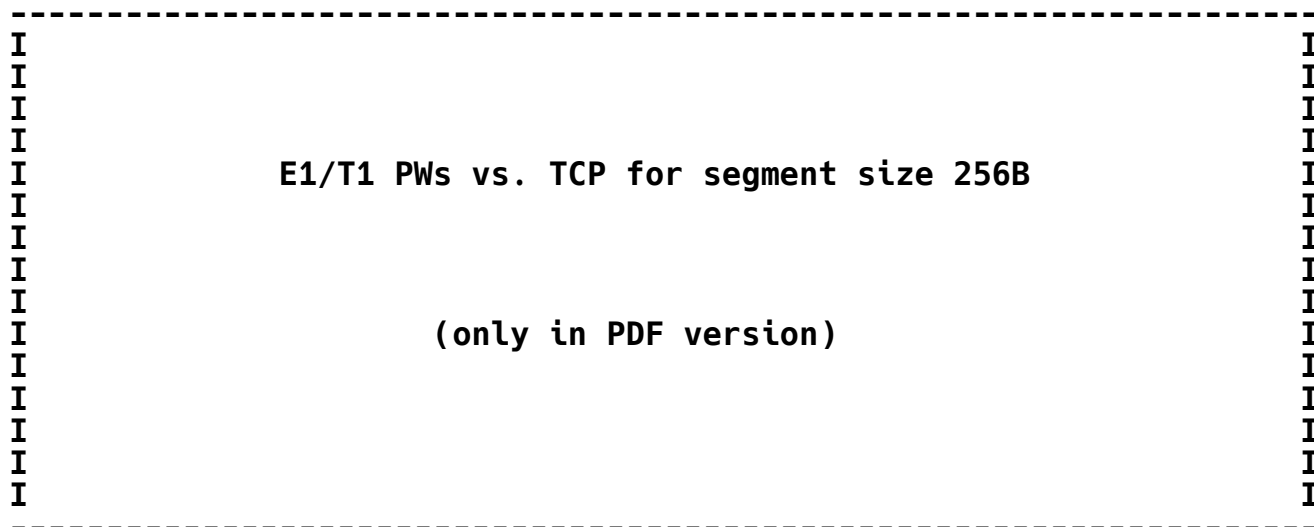 ------------------------------------------------------------------------
I                                                                      I
I                                                                      I
I                                                                      I
I                                                                      I
I             E1/T1 PWs vs. TCP for segment size 256B                  I
I                                                                      I
I                                                                      I
I                                                                      I
I                                                                      I
I                     (only in PDF version)                            I
I                                                                      I
I                                                                      I
I                                                                      I
I                                                                      I
I                                                                      I
------------------------------------------------------------------------